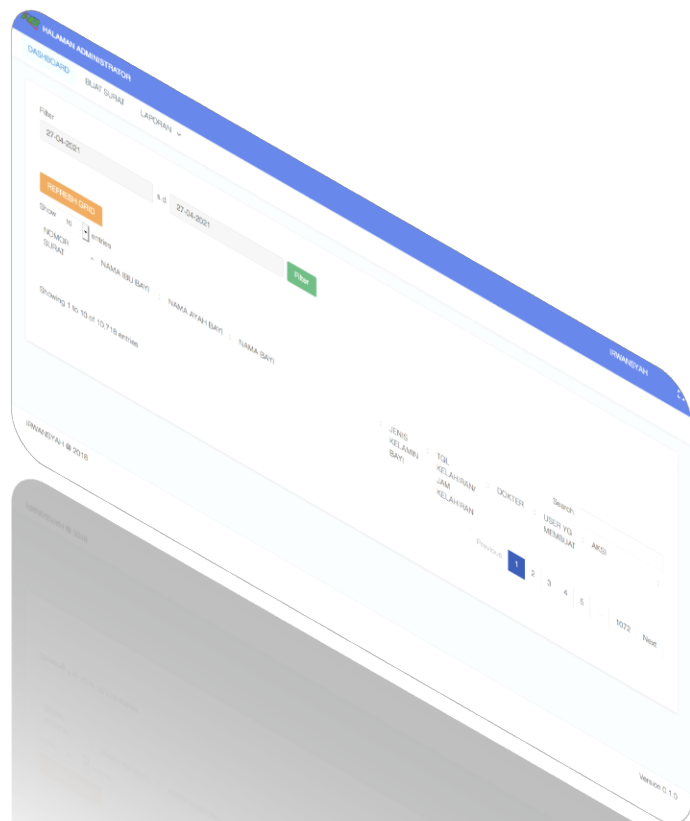 HALAMAN ADMINISTRATOR
IRWANSYAH
DASHBOARD
BUAT SURAT
LAPORAN
Filter
27-04-2021
s.d
27-04-2021
Filter
REFRESH GRID
Show 10 entries
Search:
NOMOR
SURAT
NAMA IBU BAYI
NAMA AYAH BAYI
NAMA BAYI
JENIS
KELAMIN
BAYI
TGL
KELAHIRAN/
JAM
KELAHIRAN
DOKTER
USER YG
MEMBUAT
AKSI
Showing 1 to 10 of 10,718 entries
Previous 1 2 3 4 5 1072 Next
IRWANSYAH @ 2018
Version 0.1.0